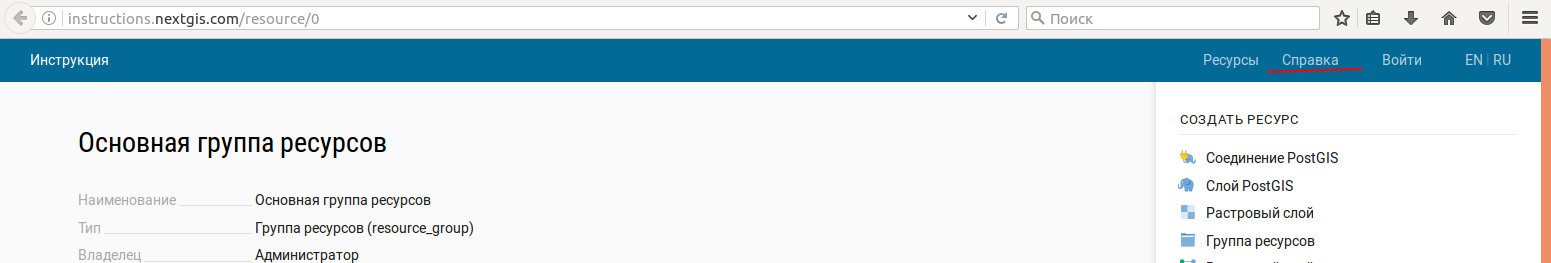 instructions.nextgis.com/resource/0
Поиск
Инструкция
Ресурсы Справка Войти EN | RU
Основная группа ресурсов
Наименование Основная группа ресурсов
Тип Группа ресурсов (resource_group)
Владелец Администратор
СОЗДАТЬ РЕСУРС
Соединение PostGIS
Слой PostGIS
Растровый слой
Группа ресурсов